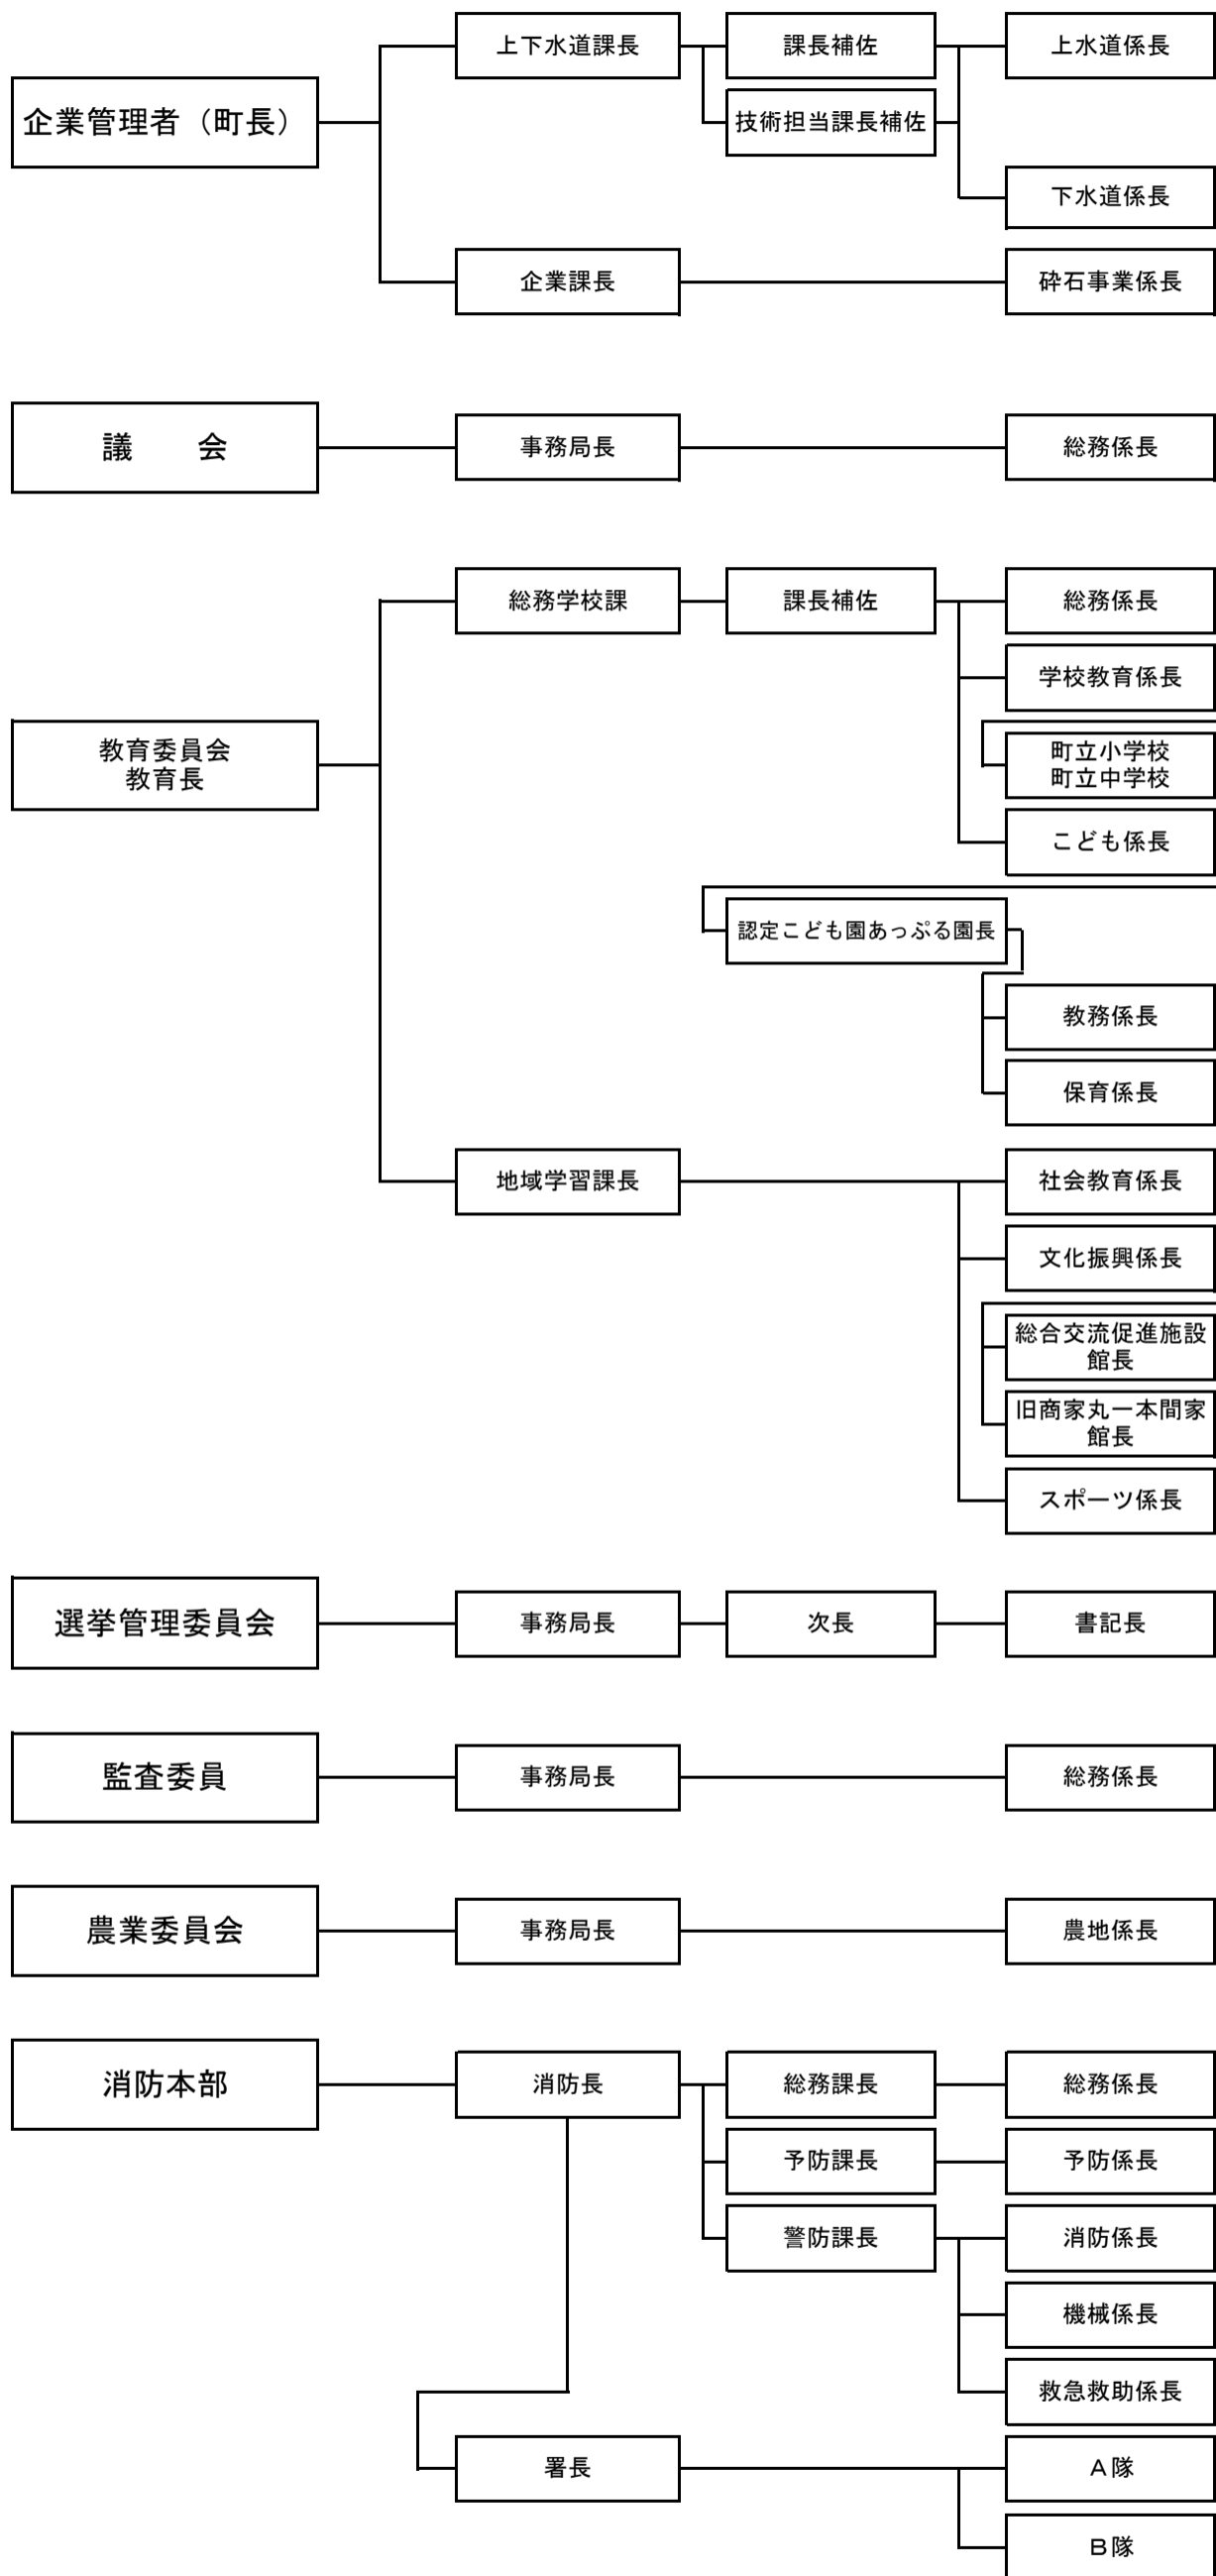 上下水道課長
課長補佐
上水道係長
企業管理者（町長）
技術担当課長補佐
下水道係長
企業課長
砕石事業係長
議　　会
事務局長
総務係長
総務学校課
課長補佐
総務係長
学校教育係長
教育委員会
教育長
町立小学校
町立中学校
こども係長
認定こども園あっぷる園長
教務係長
保育係長
地域学習課長
社会教育係長
文化振興係長
総合交流促進施設
館長
旧商家丸一本間家
館長
スポーツ係長
選挙管理委員会
事務局長
次長
書記長
監査委員
事務局長
総務係長
農業委員会
事務局長
農地係長
消防本部
消防長
総務課長
総務係長
予防課長
予防係長
警防課長
消防係長
機械係長
救急救助係長
署長
Ａ隊
Ｂ隊